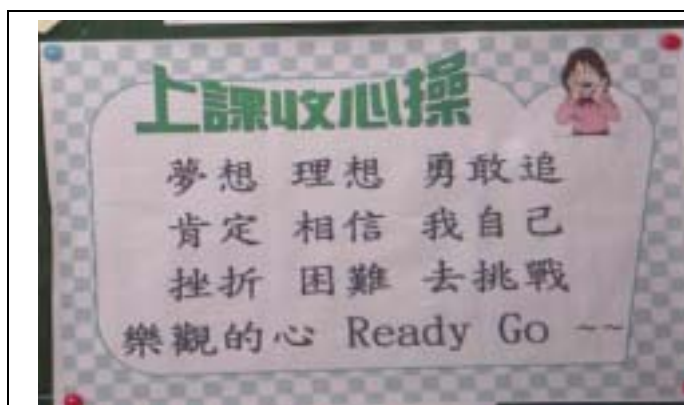 上課收心操
夢想 理想 勇敢追
肯定 相信 我自己
挫折 困難 去挑戰
樂觀的心 Ready Go ~~